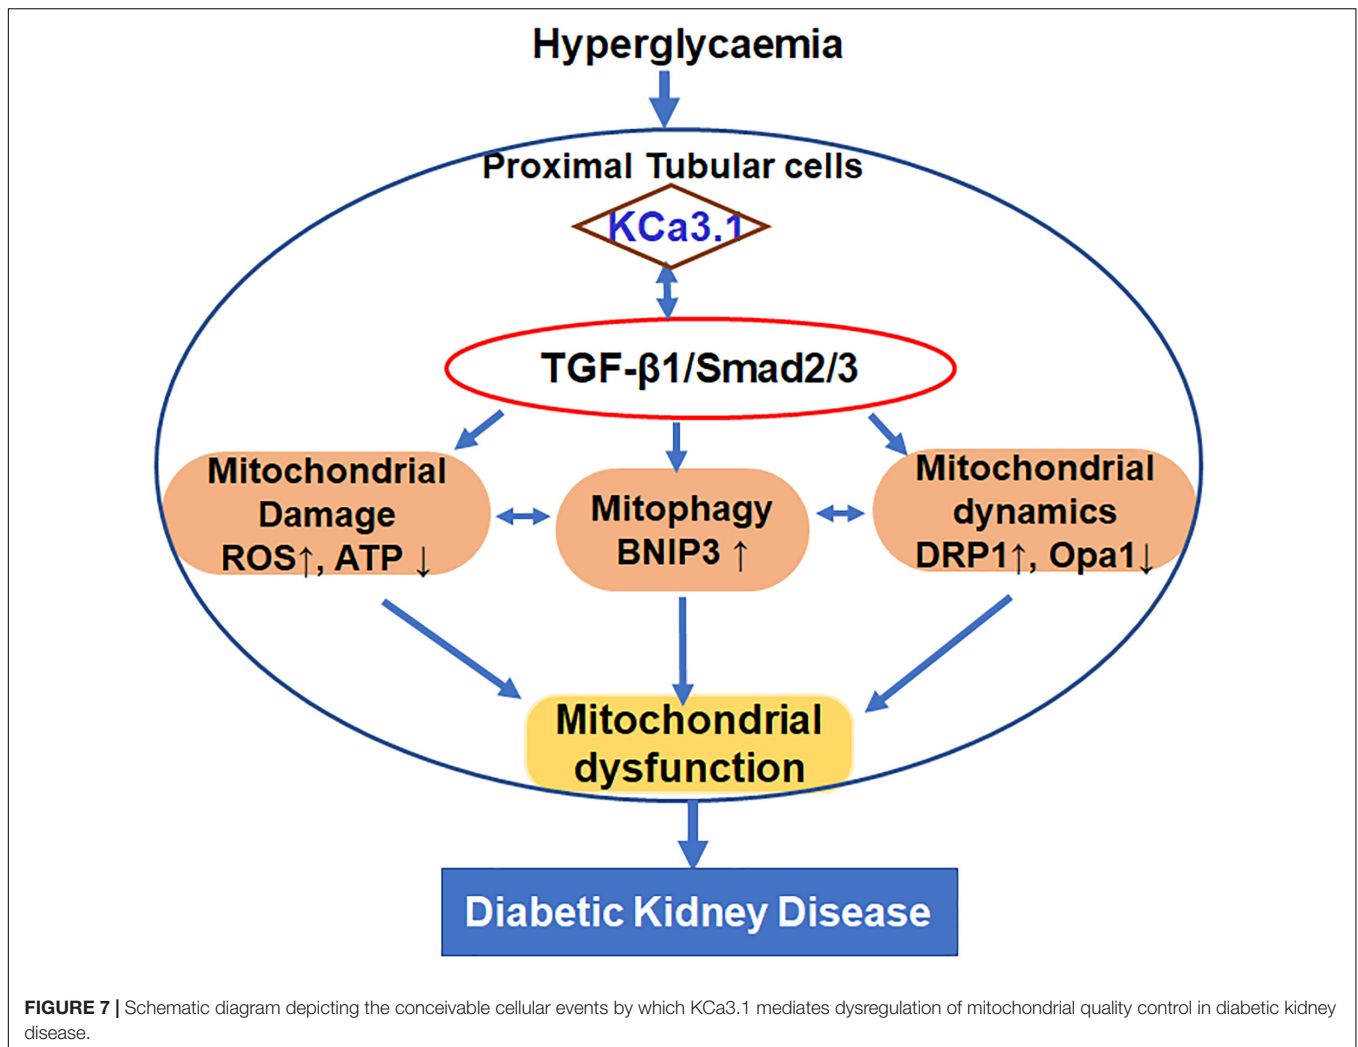 Hyperglycaemia
Proximal Tubular cells
KCa3.1
TGF-β1/Smad2/3
Mitochondrial
Damage
ROS↑, ATP ↓
Mitophagy
BNIP3 ↑
Mitochondrial
dynamics
DRP1↑, Opa1↓
Mitochondrial
dysfunction
Diabetic Kidney Disease
FIGURE 7 | Schematic diagram depicting the conceivable cellular events by which KCa3.1 mediates dysregulation of mitochondrial quality control in diabetic kidney
disease.